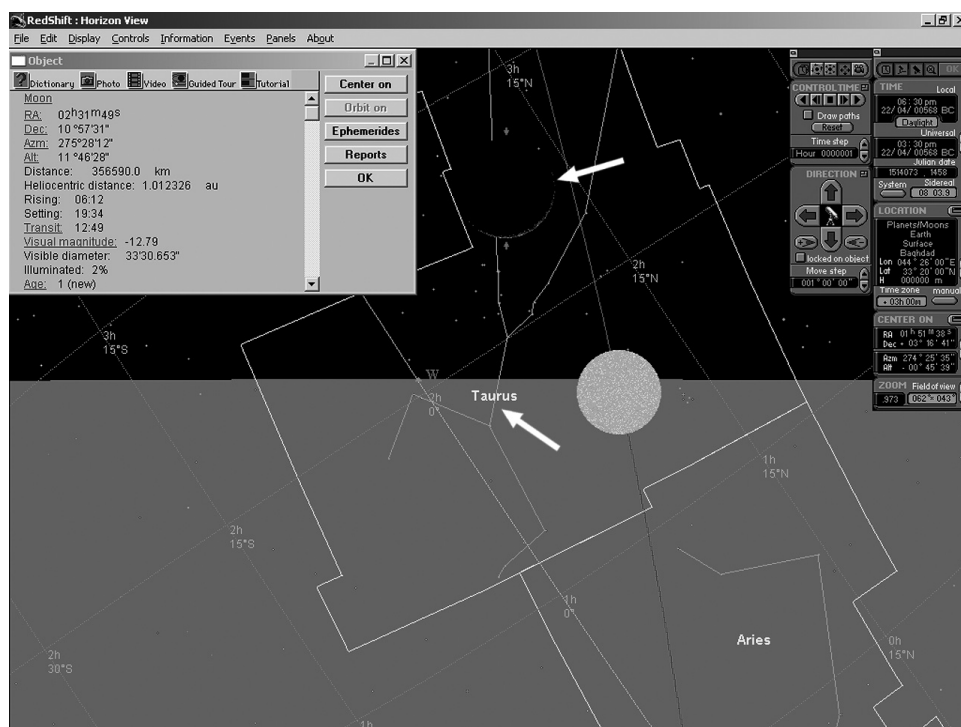 RedShift : Horizon View
File Edit Display Controls Information Events Panels About
Object
Dictionary Photo Video Guided Tour Tutorial
Moon
RA: 02h31m49s
Dec: 10 °57'31"
Azm: 275°28'12"
Alt: 11 °46'28"
Distance: 356590.0 km
Heliocentric distance: 1.012326 au
Rising: 06:12
Setting: 19:34
Transit: 12:49
Visual magnitude: -12.79
Visible diameter: 33'30.653"
Illuminated: 2%
Age: 1 (new)
Center on
Orbit on
Ephemerides
Reports
OK
3h
15°N
2h
15°N
3h
15°S
W
2h
0°
Taurus
1h
15°N
2h
15°S
1h
0°
Aries
0h
15°N
2h
30°S
1h
CONTROL TIME
Draw paths
Reset
Time step
Hour 0000001
DIRECTION
locked on object
Move step
001 °00' 00"
OK
TIME Local
06: 30 pm
22/ 04/ 00568 BC
Daylight
Universal
03: 30 pm
22/ 04/ 00568 BC
Julian date
1514073 . 1458
System Sidereal
08 03.9
LOCATION
Planets/Moons
Earth
Surface
Baghdad
Lon 044 ° 26' 00"E
Lat 33 ° 20' 00"N
H 000000 m
Time zone manual
+ 03h 00m
CENTER ON
RA 01 h 51 m 38 s
Dec + 03° 16' 41"
Azm 274 ° 25' 35"
Alt - 00° 45' 39"
ZOOM Field of view
.973 062 °× 043 °